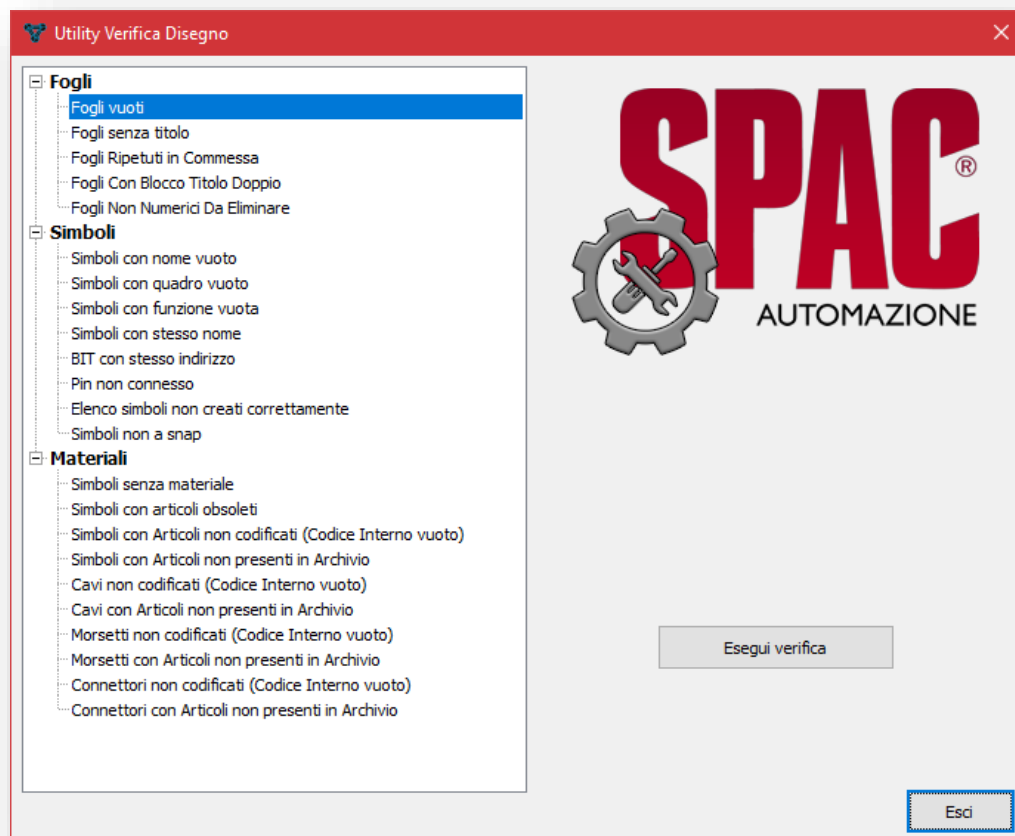 Utility Verifica Disegno
Fogli
Fogli vuoti
Fogli senza titolo
Fogli Ripetuti in Commessa
Fogli Con Blocco Titolo Doppio
Fogli Non Numerici Da Eliminare
Simboli
Simboli con nome vuoto
Simboli con quadro vuoto
Simboli con funzione vuota
Simboli con stesso nome
BIT con stesso indirizzo
Pin non connesso
Elenco simboli non creati correttamente
Simboli non a snap
Materiali
Simboli senza materiale
Simboli con articoli obsoleti
Simboli con Articoli non codificati (Codice Interno vuoto)
Simboli con Articoli non presenti in Archivio
Cavi non codificati (Codice Interno vuoto)
Cavi con Articoli non presenti in Archivio
Morsetti non codificati (Codice Interno vuoto)
Morsetti con Articoli non presenti in Archivio
Connettori non codificati (Codice Interno vuoto)
Connettori con Articoli non presenti in Archivio
SPAC®
AUTOMAZIONE
Esegui verifica
Esci